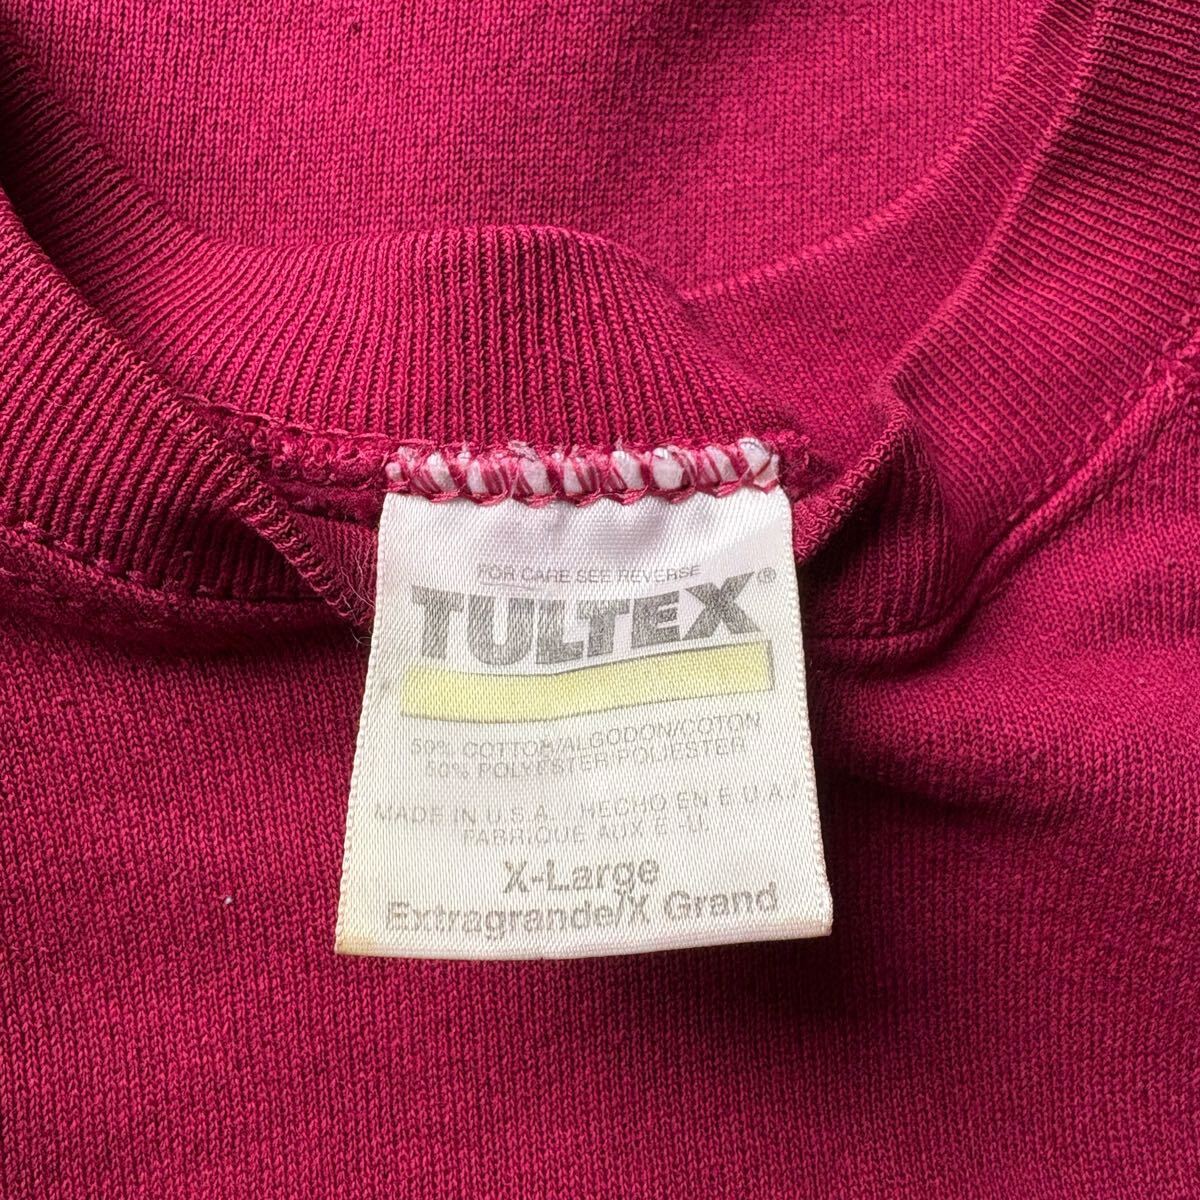 FOR CARE SEE REVERSE
TULTEX®
50% COTTON/ALGODON/COTON
50% POLYESTER POLIESTER
MADE IN U.S.A. HECHO EN E.U.A.
FABRIQUE AUX E.-U.
X-Large
Extragrande/X Grand